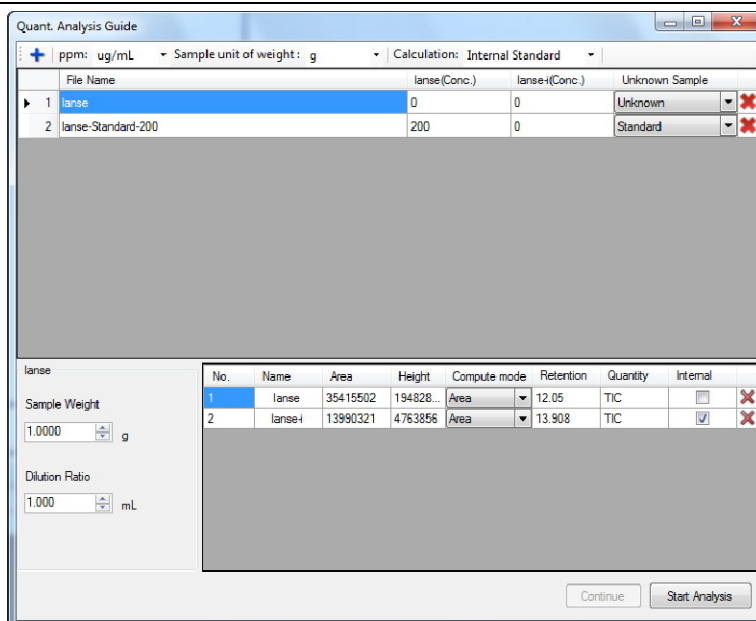 Quant. Analysis Guide
ppm: ug/mL Sample unit of weight: g Calculation: Internal Standard
File Name lanse(Conc.) lanse-i(Conc.) Unknown Sample
1 lanse 0 0 Unknown
2 lanse-Standard-200 200 0 Standard
lanse
Sample Weight
1.0000 g
Dilution Ratio
1.000 mL
No. Name Area Height Compute mode Retention Quantity Internal
1 lanse 35415502 194828... Area 12.05 TIC
2 lanse-i 13990321 4763856 Area 13.908 TIC
Continue Start Analysis